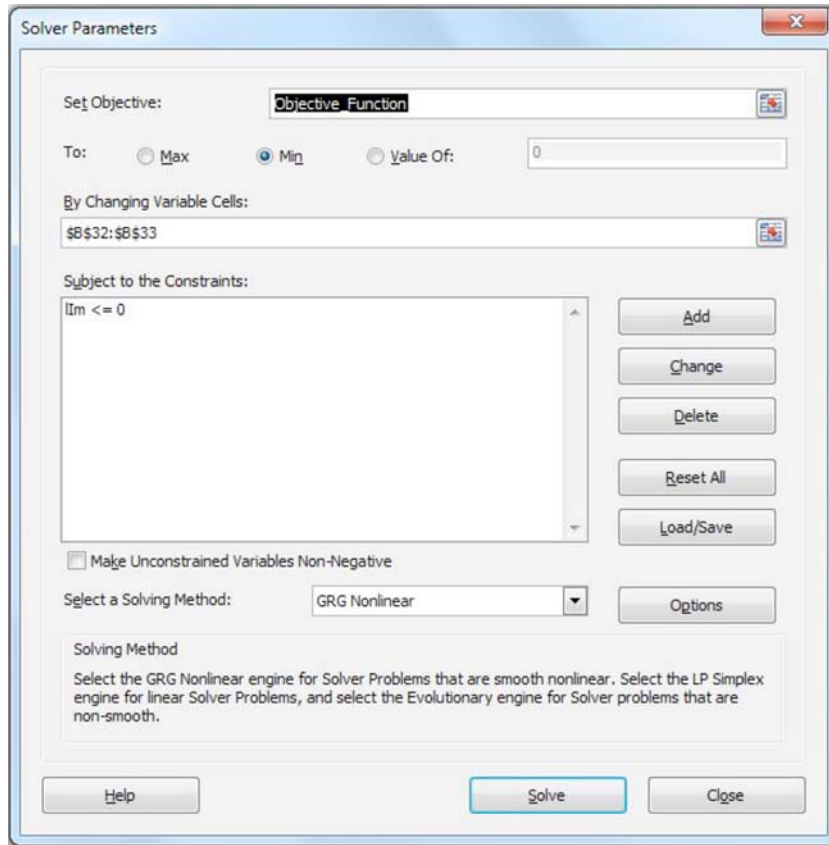 Solver Parameters
Set Objective:
Objective_Function
To:
Max
Min
Value Of:
0
By Changing Variable Cells:
$B$32:$B$33
Subject to the Constraints:
lIm <= 0
Add
Change
Delete
Reset All
Load/Save
Make Unconstrained Variables Non-Negative
Select a Solving Method:
GRG Nonlinear
Options
Solving Method
Select the GRG Nonlinear engine for Solver Problems that are smooth nonlinear. Select the LP Simplex
engine for linear Solver Problems, and select the Evolutionary engine for Solver problems that are
non-smooth.
Help
Solve
Close